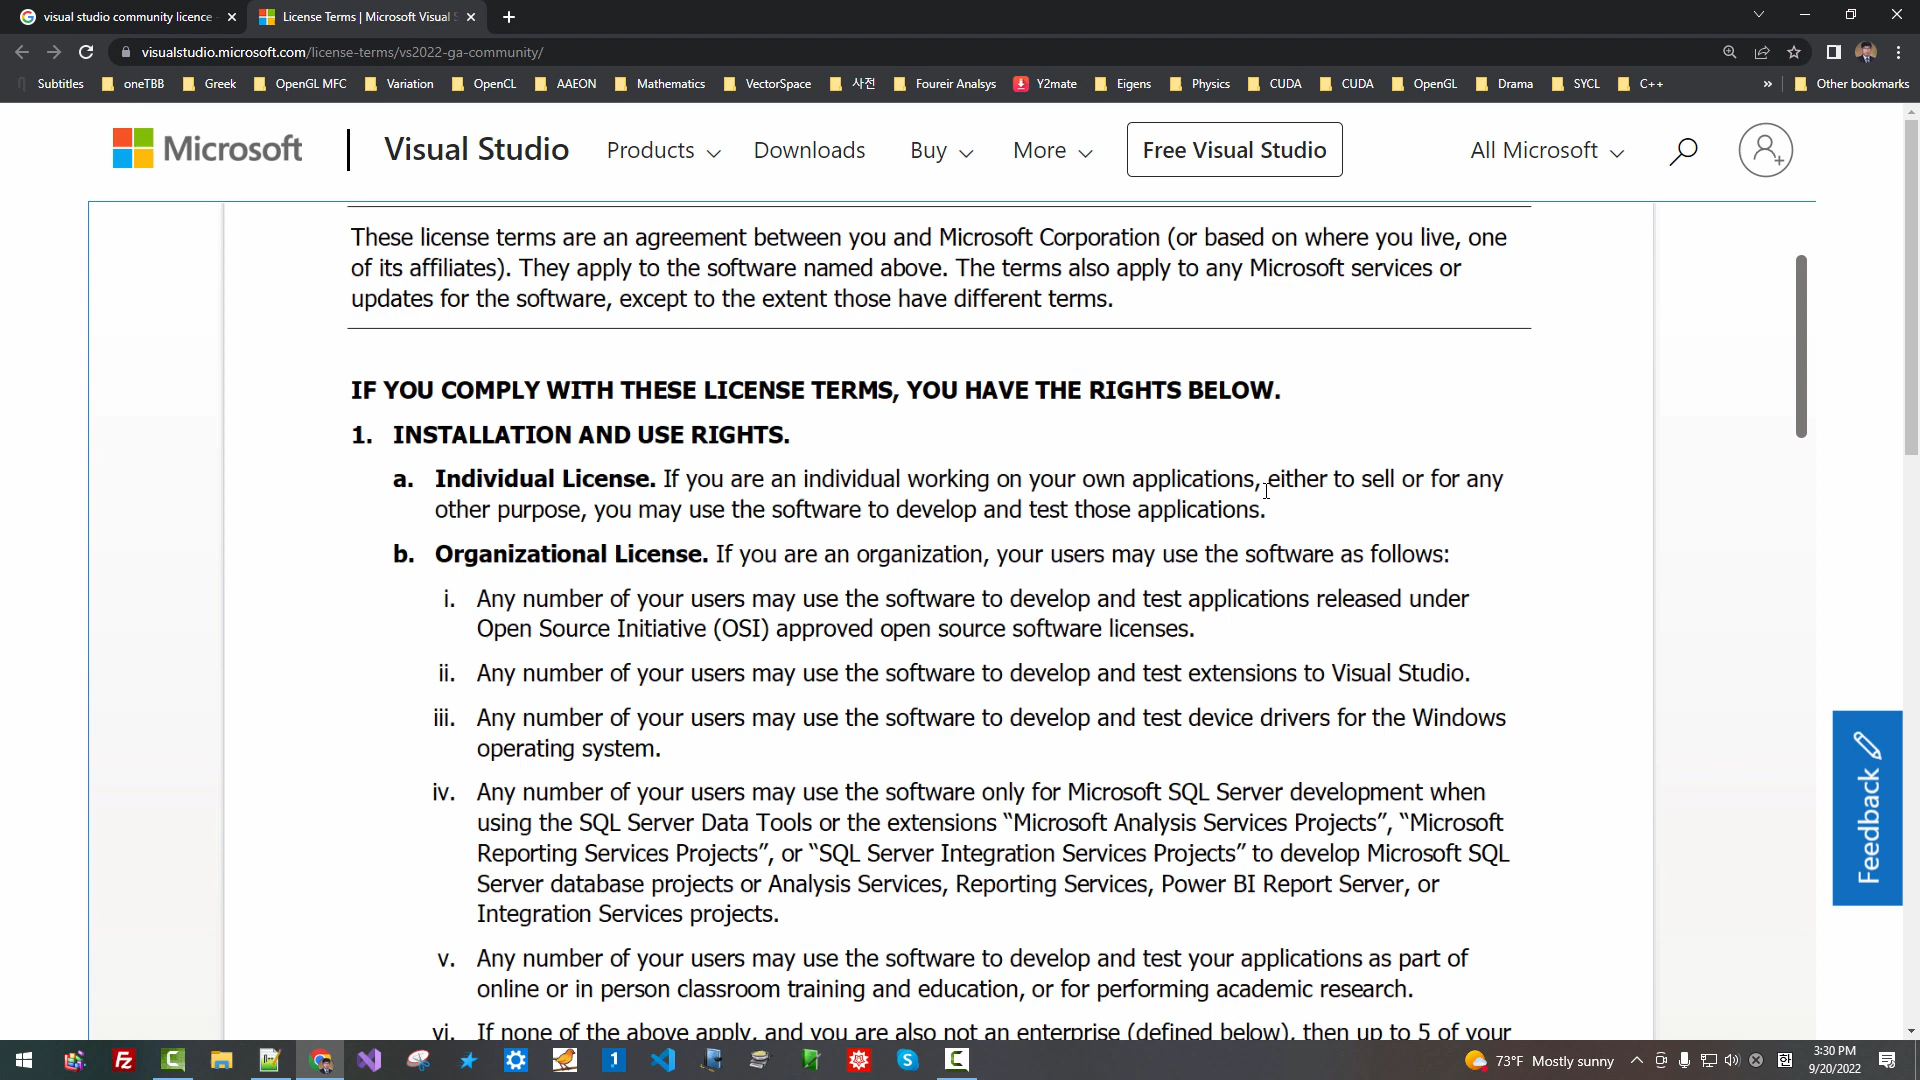 visual studio community licence
License Terms | Microsoft Visual S
visualstudio.microsoft.com/license-terms/vs2022-ga-community/
Subtitles oneTBB Greek OpenGL MFC Variation OpenCL AAEON Mathematics VectorSpace 사전 Foureir Analsys Y2mate Eigens Physics CUDA CUDA OpenGL Drama SYCL C++ » Other bookmarks
Microsoft Visual Studio Products Downloads Buy More Free Visual Studio All Microsoft
These license terms are an agreement between you and Microsoft Corporation (or based on where you live, one
of its affiliates). They apply to the software named above. The terms also apply to any Microsoft services or
updates for the software, except to the extent those have different terms.
IF YOU COMPLY WITH THESE LICENSE TERMS, YOU HAVE THE RIGHTS BELOW.
1. INSTALLATION AND USE RIGHTS.
a. Individual License. If you are an individual working on your own applications, either to sell or for any
other purpose, you may use the software to develop and test those applications.
b. Organizational License. If you are an organization, your users may use the software as follows:
i. Any number of your users may use the software to develop and test applications released under
Open Source Initiative (OSI) approved open source software licenses.
ii. Any number of your users may use the software to develop and test extensions to Visual Studio.
iii. Any number of your users may use the software to develop and test device drivers for the Windows
operating system.
iv. Any number of your users may use the software only for Microsoft SQL Server development when
using the SQL Server Data Tools or the extensions “Microsoft Analysis Services Projects”, “Microsoft
Reporting Services Projects”, or “SQL Server Integration Services Projects” to develop Microsoft SQL
Server database projects or Analysis Services, Reporting Services, Power BI Report Server, or
Integration Services projects.
v. Any number of your users may use the software to develop and test your applications as part of
online or in person classroom training and education, or for performing academic research.
vi. If none of the above apply, and you are also not an enterprise (defined below), then up to 5 of your
Feedback
73°F Mostly sunny
한
3:30 PM
9/20/2022